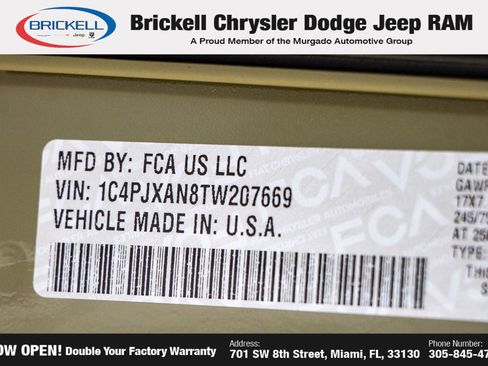 BRICKELL
Jeep
Brickell Chrysler Dodge Jeep RAM
A Proud Member of the Murgado Automotive Group
MFD BY: FCA US LLC
VIN: 1C4PJXAN8TW207669
VEHICLE MADE IN: U.S.A.
DATE
GAWR
17X7
245/75
AT 250
TYPE:
THIS
OW OPEN! Double Your Factory Warranty
Address:
701 SW 8th Street, Miami, FL, 33130
Phone Number:
305-845-47